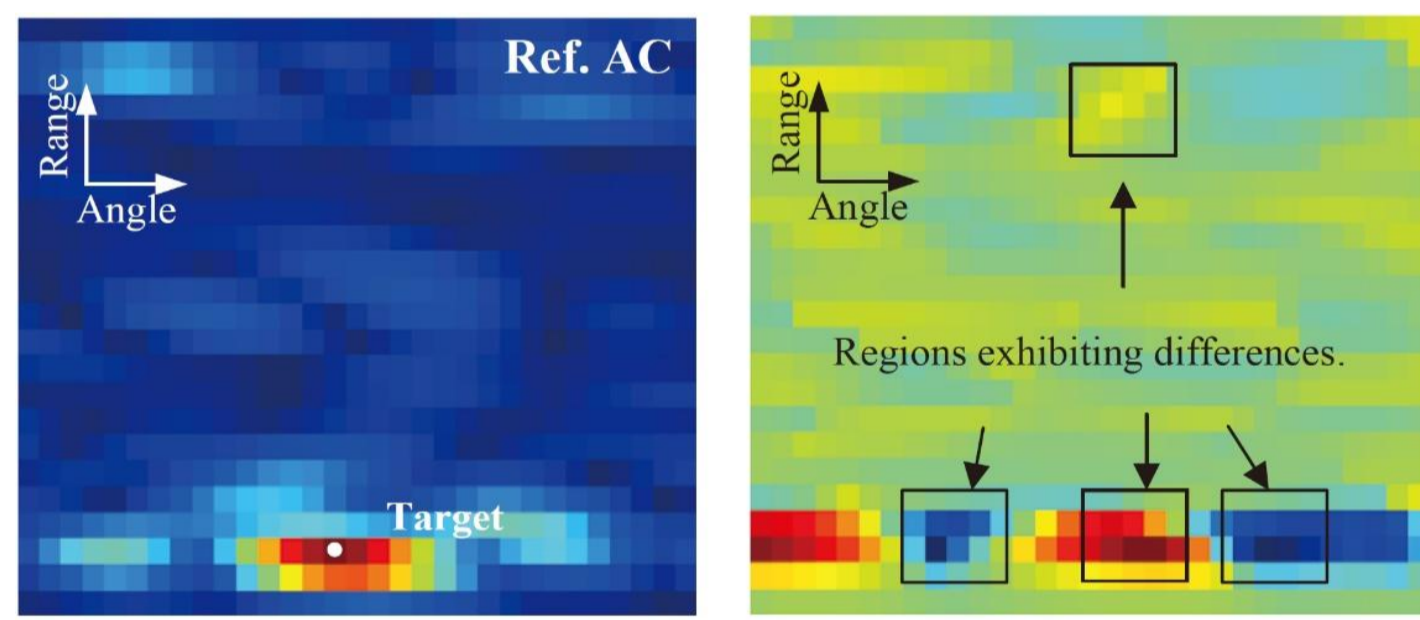 Ref. AC
Range
Angle
Target
Range
Angle
Regions exhibiting differences.